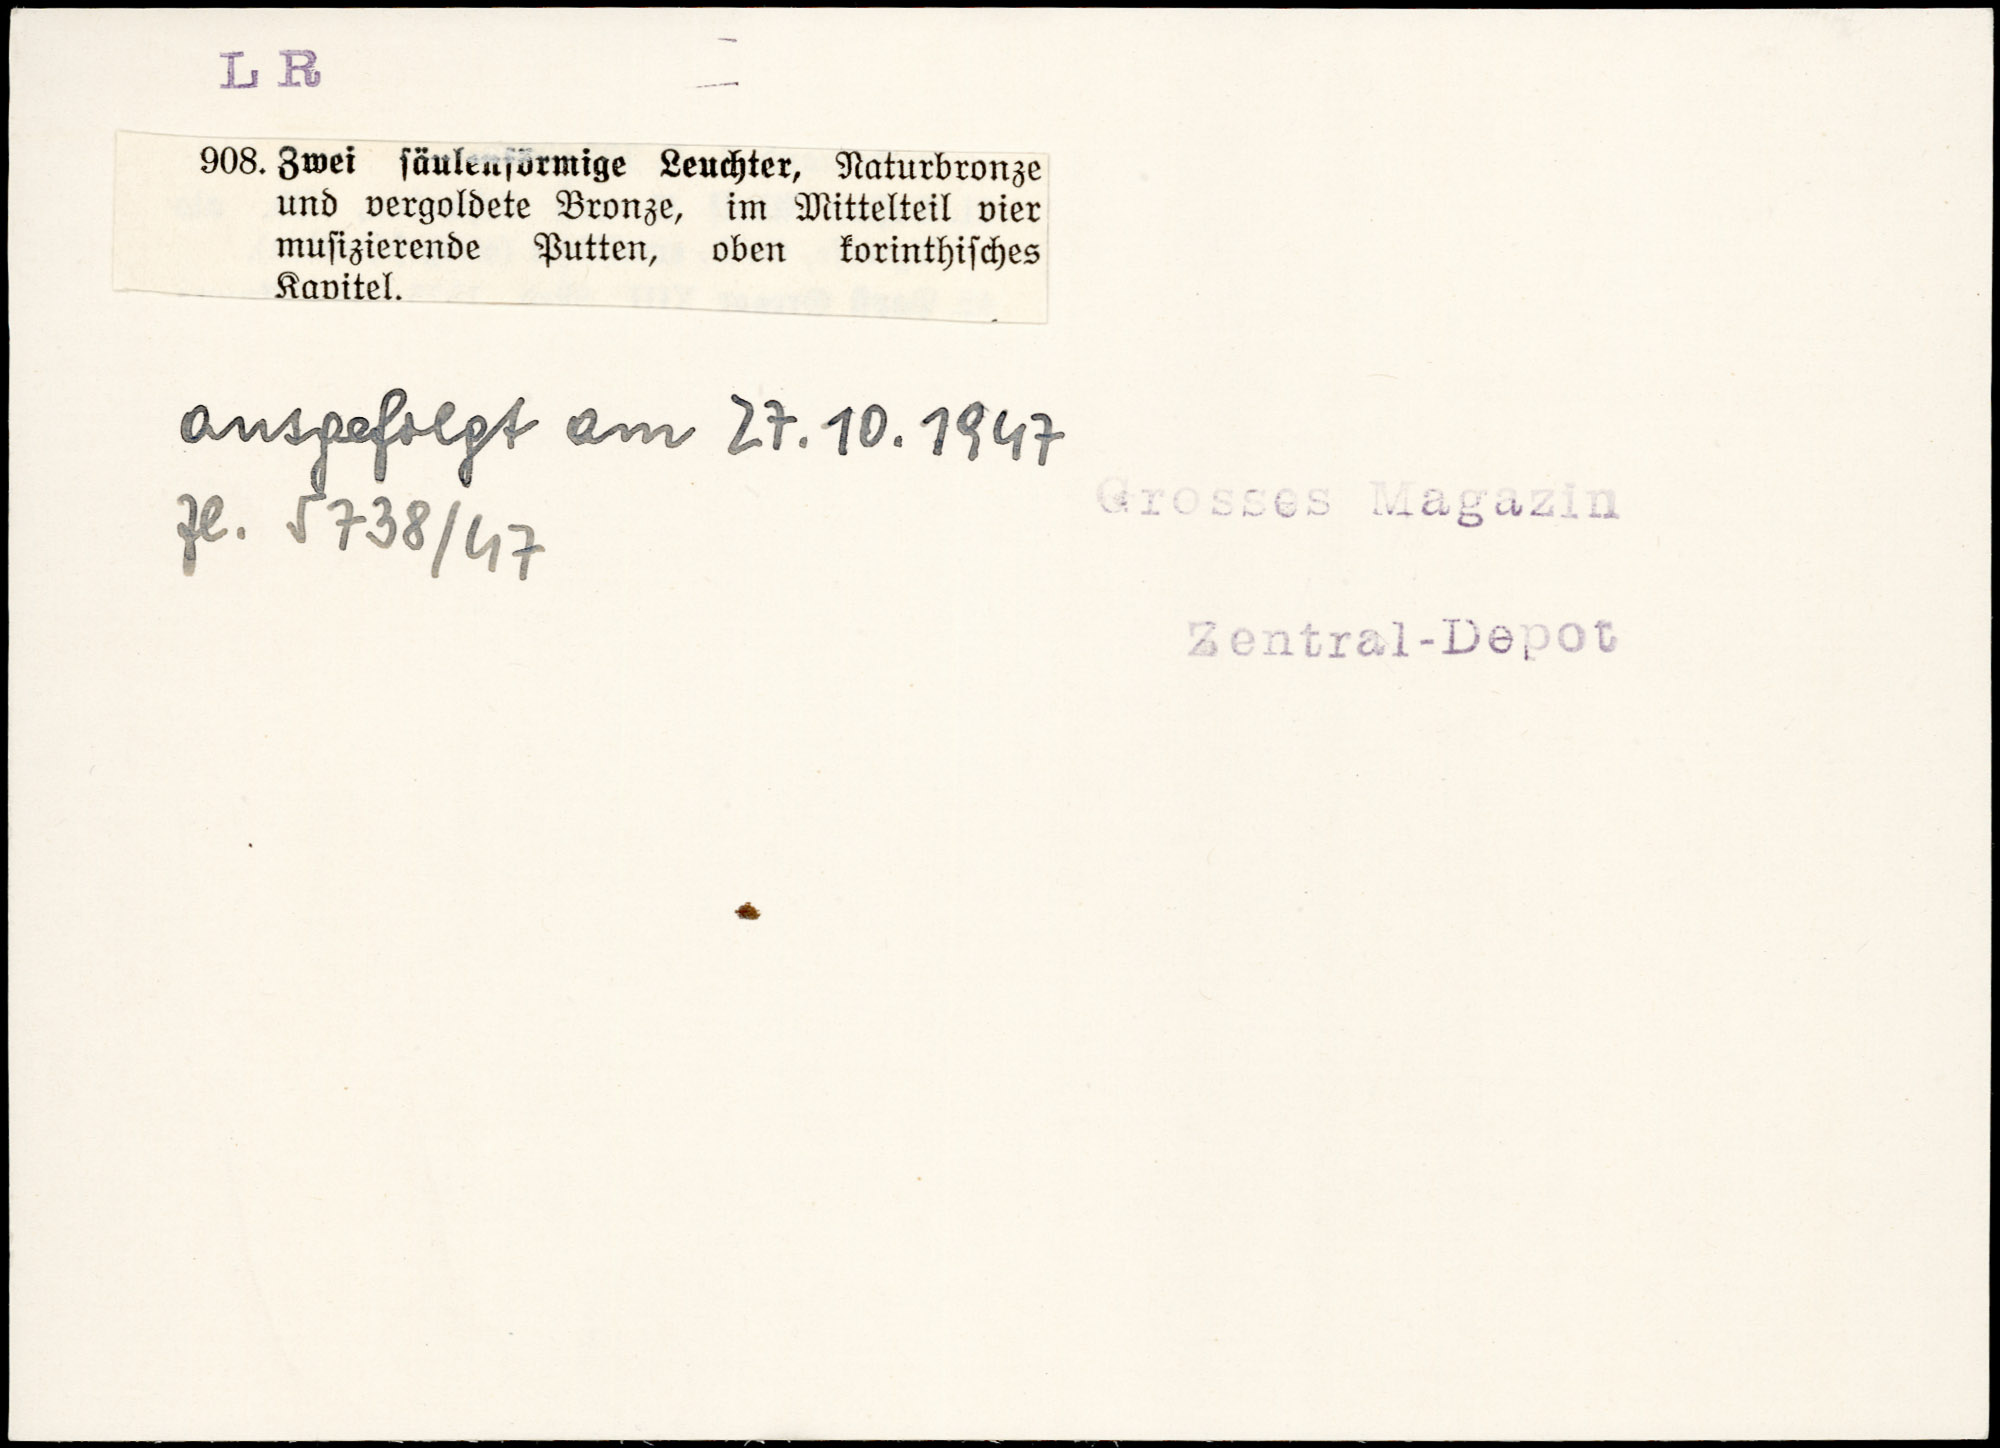 L R
908. Zwei säulenförmige Leuchter, Naturbronze
und vergoldete Bronze, im Mittelteil vier
musizierende Putten, oben korinthisches
Kapitel.
ausgefolgt am 27.10.1947
Zl. 5738/47
Grosses Magazin
Zentral-Depot